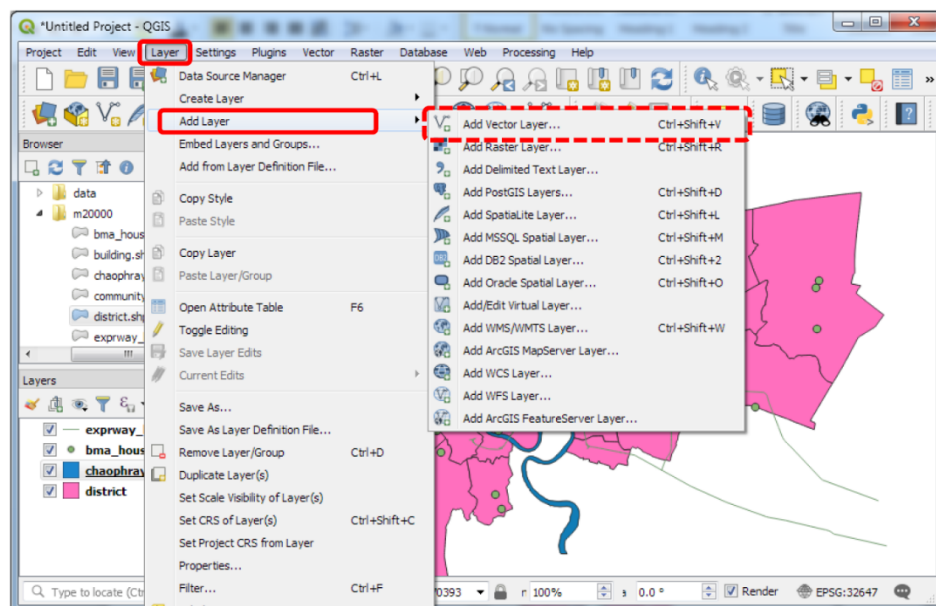 *Untitled Project - QGIS
Project Edit View Layer Settings Plugins Vector Raster Database Web Processing Help
Data Source Manager Ctrl+L
Create Layer
Add Layer
Embed Layers and Groups...
Add from Layer Definition File...
Copy Style
Paste Style
Copy Layer
Paste Layer/Group
Open Attribute Table F6
Toggle Editing
Save Layer Edits
Current Edits
Save As...
Save As Layer Definition File...
Remove Layer/Group Ctrl+D
Duplicate Layer(s)
Set Scale Visibility of Layer(s)
Set CRS of Layer(s) Ctrl+Shift+C
Set Project CRS from Layer
Properties...
Filter... Ctrl+F
Add Vector Layer... Ctrl+Shift+V
Add Raster Layer... Ctrl+Shift+R
Add Delimited Text Layer...
Add PostGIS Layers... Ctrl+Shift+D
Add SpatiaLite Layer... Ctrl+Shift+L
Add MSSQL Spatial Layer... Ctrl+Shift+M
DB2 Add DB2 Spatial Layer... Ctrl+Shift+2
Add Oracle Spatial Layer... Ctrl+Shift+O
Add/Edit Virtual Layer...
Add WMS/WMTS Layer... Ctrl+Shift+W
Add ArcGIS MapServer Layer...
Add WCS Layer...
Add WFS Layer...
Add ArcGIS FeatureServer Layer...
Browser
data
m20000
bma_hous
building.sh
chaophray
community
district.shp
exprway_
Layers
exprway_
bma_hous
chaophray
district
Type to locate (Ctr
0393 100% 0.0 ° Render EPSG:32647